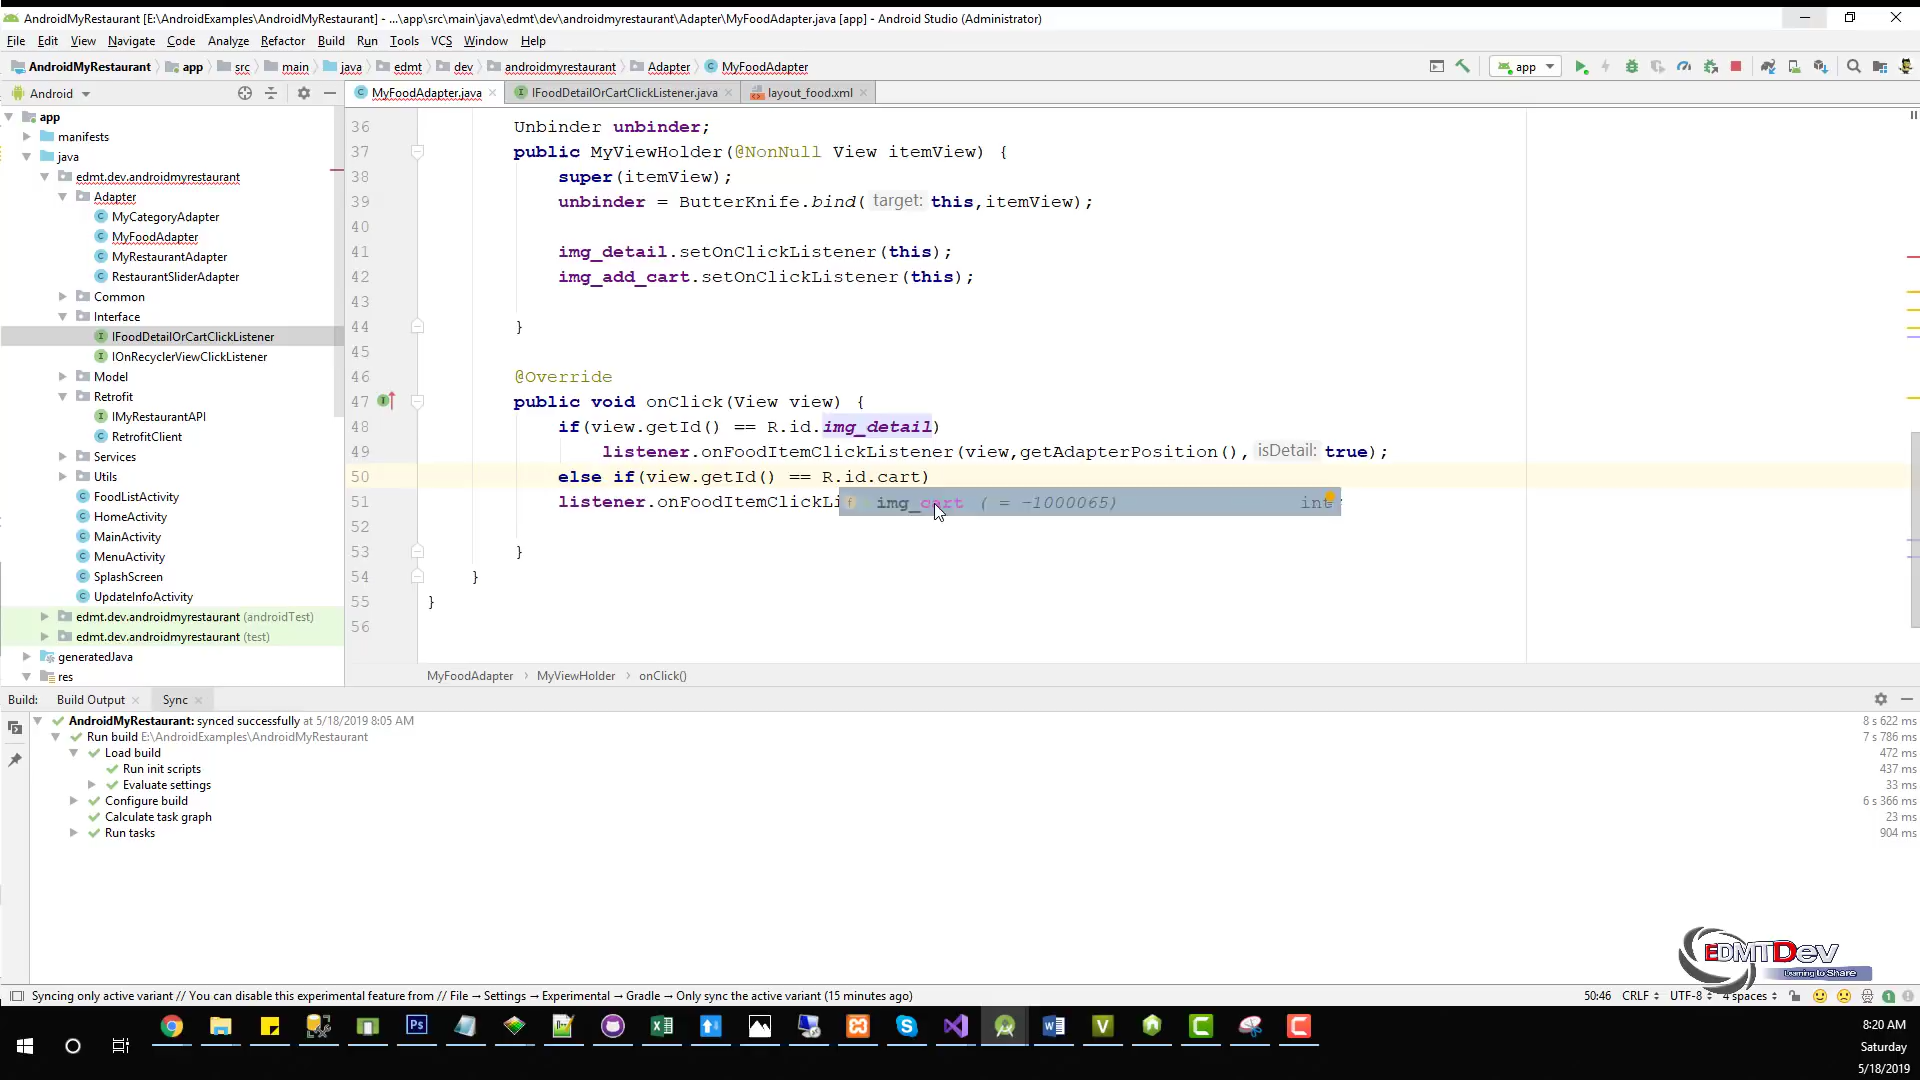 AndroidMyRestaurant [E:\AndroidExamples\AndroidMyRestaurant] - ...\app\src\main\java\edmt\dev\androidmyrestaurant\Adapter\MyFoodAdapter.java [app] - Android Studio (Administrator)
File Edit View Navigate Code Analyze Refactor Build Run Tools VCS Window Help
AndroidMyRestaurant app src main java edmt dev androidmyrestaurant Adapter MyFoodAdapter app
Android MyFoodAdapter.java IFoodDetailOrCartClickListener.java layout_food.xml
app
manifests
java
edmt.dev.androidmyrestaurant
Adapter
MyCategoryAdapter
MyFoodAdapter
MyRestaurantAdapter
RestaurantSliderAdapter
Common
Interface
IFoodDetailOrCartClickListener
IOnRecyclerViewClickListener
Model
Retrofit
IMyRestaurantAPI
RetrofitClient
Services
Utils
FoodListActivity
HomeActivity
MainActivity
MenuActivity
SplashScreen
UpdateInfoActivity
edmt.dev.androidmyrestaurant (androidTest)
edmt.dev.androidmyrestaurant (test)
generatedJava
res
36 Unbinder unbinder;
37 public MyViewHolder(@NonNull View itemView) {
38 super(itemView);
39 unbinder = ButterKnife.bind( target: this,itemView);
40
41 img_detail.setOnClickListener(this);
42 img_add_cart.setOnClickListener(this);
43
44 }
45
46 @Override
47 public void onClick(View view) {
48 if(view.getId() == R.id.img_detail)
49 listener.onFoodItemClickListener(view,getAdapterPosition(), isDetail: true);
50 else if(view.getId() == R.id.cart)
51 listener.onFoodItemClickLi img_cart ( = -1000065) int
52
53 }
54 }
55 }
56
MyFoodAdapter MyViewHolder onClick()
Build: Build Output Sync
AndroidMyRestaurant: synced successfully at 5/18/2019 8:05 AM 8 s 622 ms
Run build E:\AndroidExamples\AndroidMyRestaurant 7 s 786 ms
Load build 472 ms
Run init scripts 437 ms
Evaluate settings 33 ms
Configure build 6 s 366 ms
Calculate task graph 23 ms
Run tasks 904 ms
EDMTDev
Learning to Share
Syncing only active variant // You can disable this experimental feature from // File → Settings → Experimental → Gradle → Only sync the active variant (15 minutes ago) 50:46 CRLF UTF-8 4 spaces 1
8:20 AM
Saturday
5/18/2019